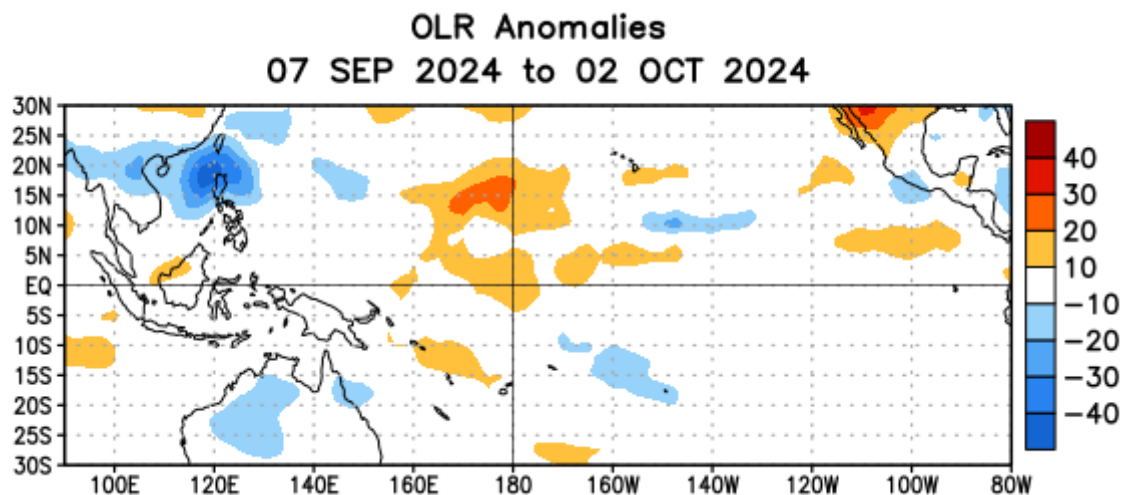 OLR Anomalies
07 SEP 2024 to 02 OCT 2024
30N
25N
20N
15N
10N
5N
EQ
5S
10S
15S
20S
25S
30S
100E 120E 140E 160E 180 160W 140W 120W 100W 80W
40
30
20
10
-10
-20
-30
-40